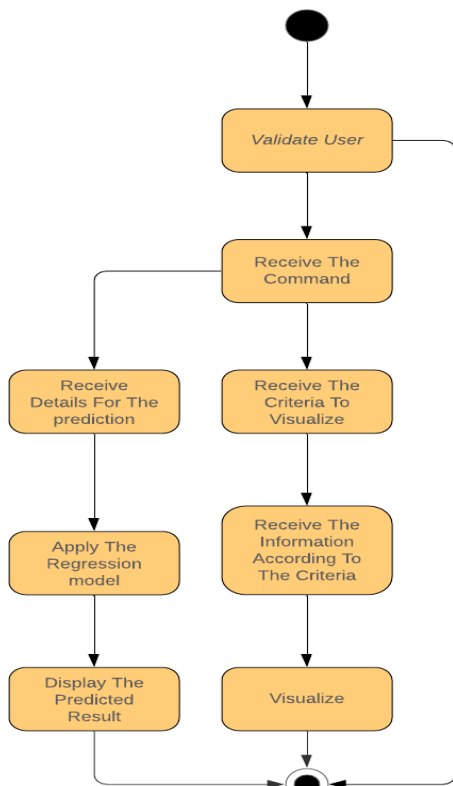 Validate User
Receive The
Command
Receive
Details For The
prediction
Receive The
Criteria To
Visualize
Apply The
Regression
model
Receive The
Information
According To
The Criteria
Display The
Predicted
Result
Visualize